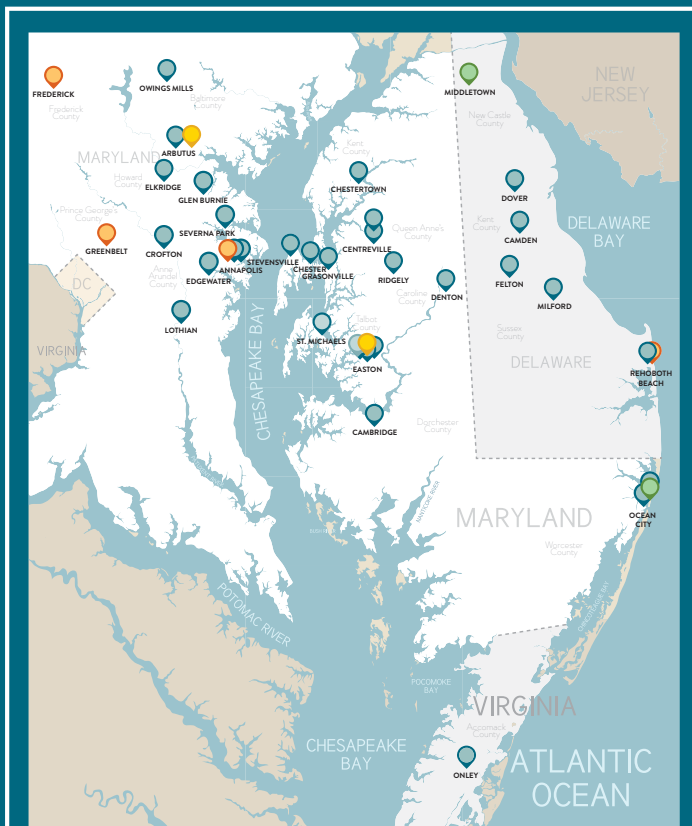 NEW
JERSEY
FREDERICK
Frederick
County
OWINGS MILLS
Baltimore
County
MIDDLETOWN
New Castle
County
ARBUTUS
MARYLAND
ELKRIDGE
Howard
County
GLEN BURNIE
Kent
County
CHESTERTOWN
DOVER
Prince George's
County
GREENBELT
SEVERNA PARK
CROFTON
CENTREVILLE
Queen Anne's
County
Kent
County
CAMDEN
DELAWARE
BAY
ANNAPOLIS
STEVENSVILLE
CHESTER
GRASONVILLE
EDGEWATER
Anne
Arundel
County
RIDGELY
DENTON
Caroline
County
FELTON
MILFORD
DC
LOTHIAN
VIRGINIA
CHESAPEAKE BAY
ST. MICHAELS
Talbot
County
EASTON
Sussex
County
DELAWARE
REHOBOTH
BEACH
CAMBRIDGE
Dorchester
County
NANTICOKE RIVER
MARYLAND
OCEAN
CITY
Worcester
County
POTOMAC RIVER
CHINCOTEAGUE BAY
POCOMOKE
BAY
VIRGINIA
Accomack
County
CHESAPEAKE
BAY
ONLEY
ATLANTIC
OCEAN